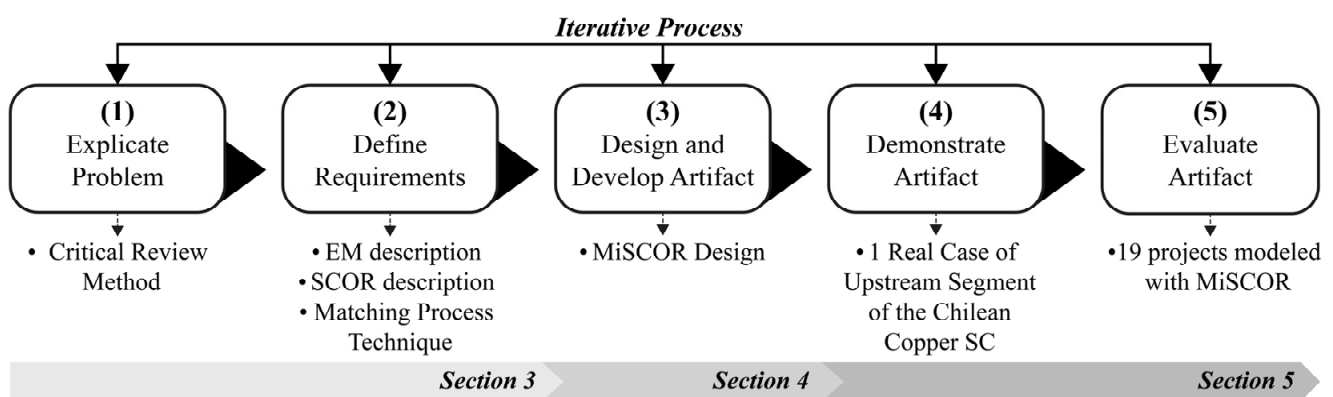 Iterative Process
(1)
Explicate
Problem
(2)
Define
Requirements
(3)
Design and
Develop Artifact
(4)
Demonstrate
Artifact
(5)
Evaluate
Artifact
• Critical Review
Method
• EM description
• SCOR description
• Matching Process
Technique
• MiSCOR Design
• 1 Real Case of
Upstream Segment
of the Chilean
Copper SC
• 19 projects modeled
with MiSCOR
Section 3
Section 4
Section 5